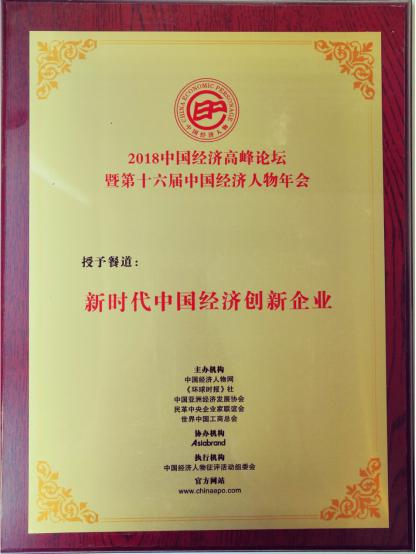 CHINA ECONOMIC PERSONAGE
中国经济人物
2018中国经济高峰论坛
暨第十六届中国经济人物年会
授予餐道：
新时代中国经济创新企业
主办机构
中国经济人物网
《环球时报》社
中国亚洲经济发展协会
民革中央企业家联谊会
世界中国工商总会
协办机构
Asiabrand
执行机构
中国经济人物征评活动组委会
官方网站
www.chinaepo.com